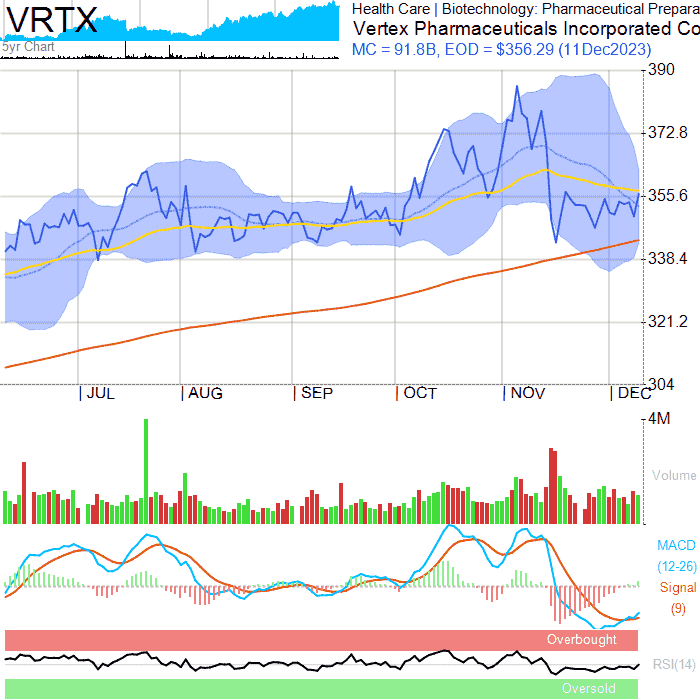 VRTX
5yr Chart
Health Care | Biotechnology: Pharmaceutical Prepara
Vertex Pharmaceuticals Incorporated Co
MC = 91.8B, EOD = $356.29 (11Dec2023)
390
372.8
355.6
338.4
321.2
304
JUL
AUG
SEP
OCT
NOV
DEC
4M
Volume
MACD
(12-26)
Signal
(9)
Overbought
RSI(14)
Oversold